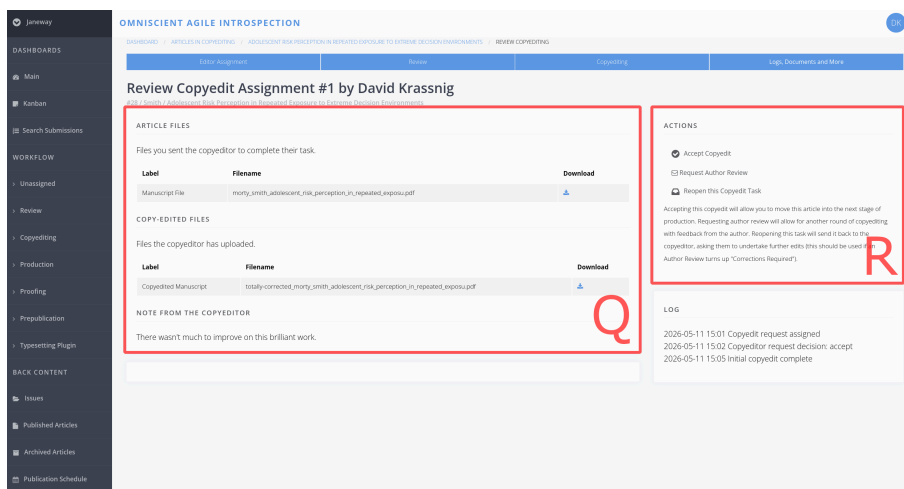 Janeway
OMNISCIENT AGILE INTROSPECTION
DK
DASHBOARD / ARTICLES IN COPYEDITING / ADOLESCENT RISK PERCEPTION IN REPEATED EXPOSURE TO EXTREME DECISION ENVIRONMENTS / REVIEW COPYEDITING
DASHBOARDS
Main
Kanban
Search Submissions
WORKFLOW
Unassigned
Review
Copyediting
Production
Proofing
Prepublication
Typesetting Plugin
BACK CONTENT
Issues
Published Articles
Archived Articles
Publication Schedule
Editor Assignment
Review
Copyediting
Logs, Documents and More
Review Copyedit Assignment #1 by David Krassnig
#28 / Smith / Adolescent Risk Perception in Repeated Exposure to Extreme Decision Environments
ARTICLE FILES
Files you sent the copyeditor to complete their task.
Label Filename Download
Manuscript File morty_smith_adolescent_risk_perception_in_repeated_exposu.pdf
COPY-EDITED FILES
Files the copyeditor has uploaded.
Label Filename Download
Copyedited Manuscript totally-corrected_morty_smith_adolescent_risk_perception_in_repeated_exposu.pdf
NOTE FROM THE COPYEDITOR
There wasn't much to improve on this brilliant work.
Q
ACTIONS
Accept Copyedit
Request Author Review
Reopen this Copyedit Task
Accepting this copyedit will allow you to move this article into the next stage of
production. Requesting author review will allow for another round of copyediting
with feedback from the author. Reopening this task will send it back to the
copyeditor, asking them to undertake further edits (this should be used if an
Author Review turns up "Corrections Required").
R
LOG
2026-05-11 15:01 Copyedit request assigned
2026-05-11 15:02 Copyeditor request decision: accept
2026-05-11 15:05 Initial copyedit complete